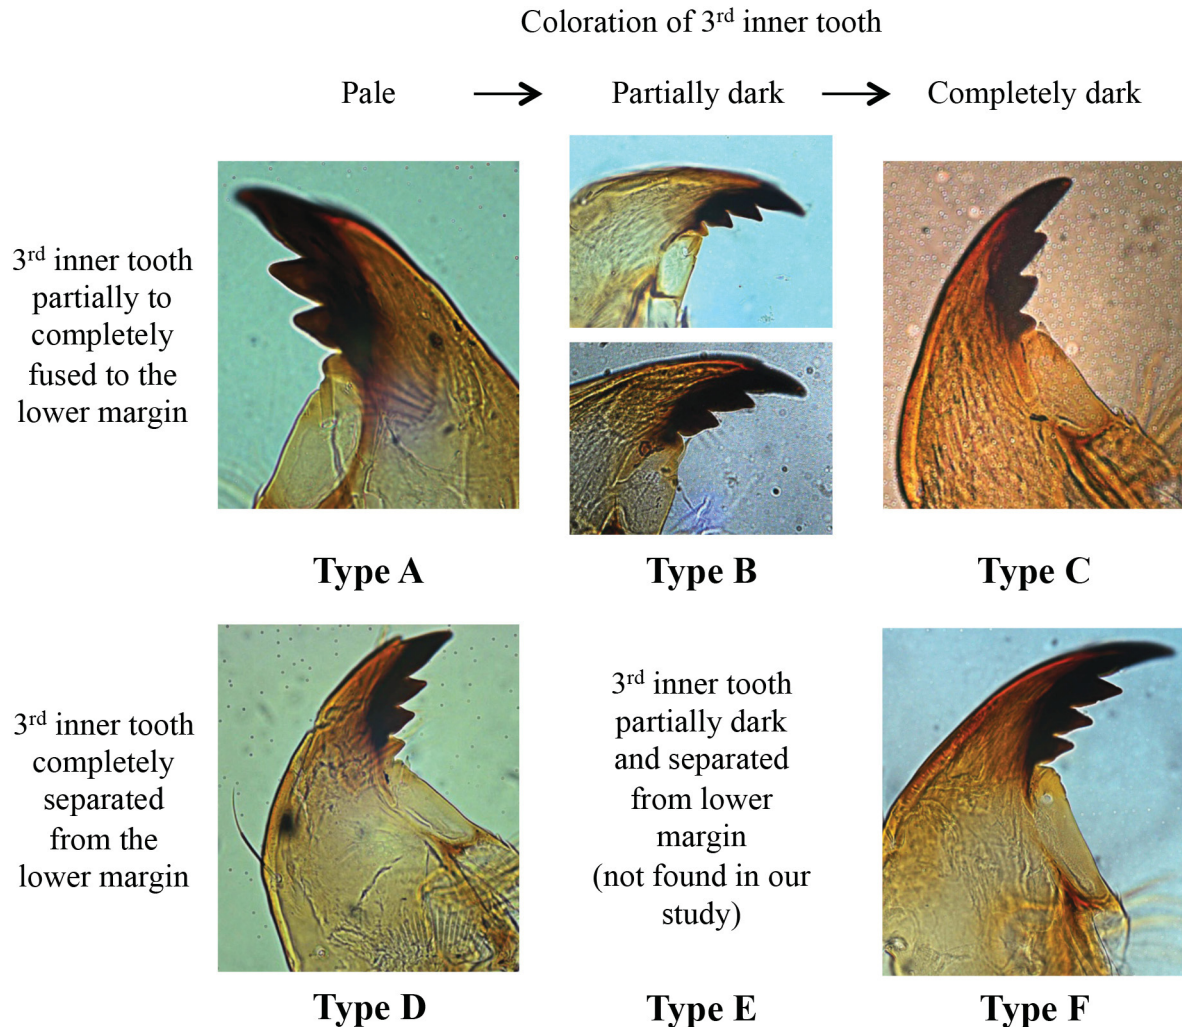 Coloration of 3rd inner tooth
Pale
Partially dark
Completely dark
3rd inner tooth
partially to
completely
fused to the
lower margin
Type A
Type B
Type C
3rd inner tooth
completely
separated
from the
lower margin
3rd inner tooth
partially dark
and separated
from lower
margin
(not found in our
study)
Type D
Type E
Type F